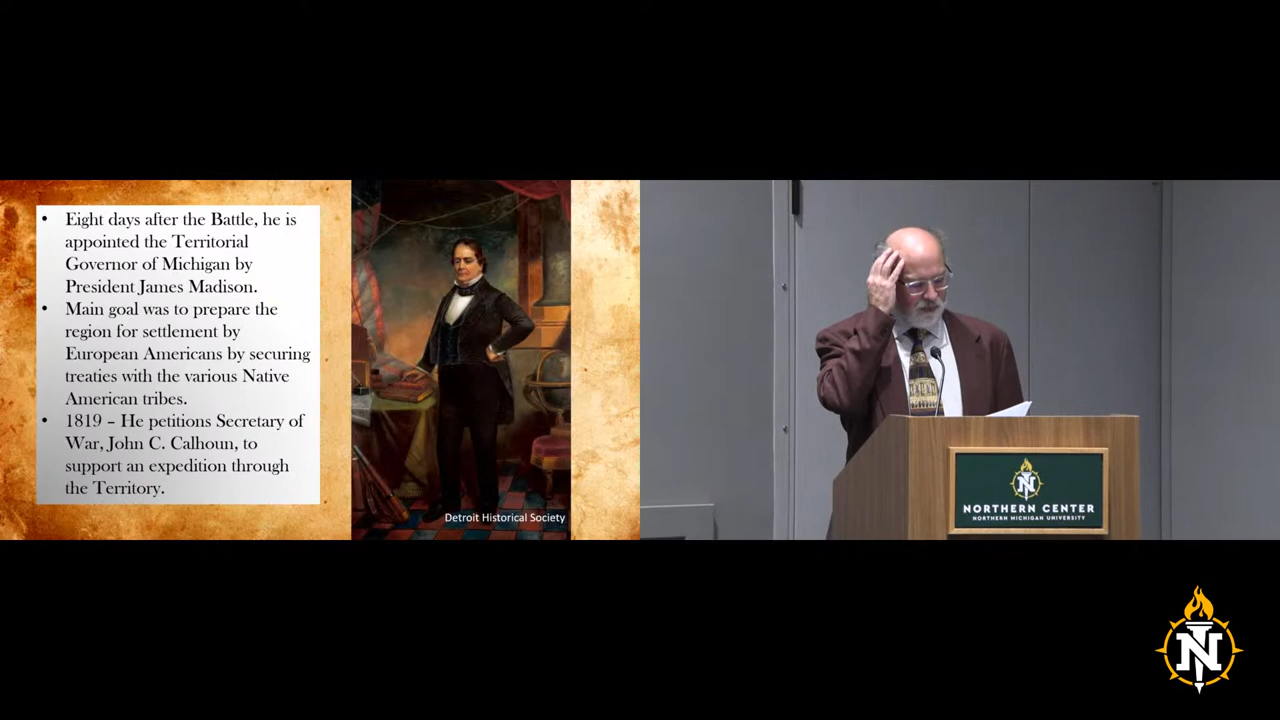 • Eight days after the Battle, he is
appointed the Territorial
Governor of Michigan by
President James Madison.
• Main goal was to prepare the
region for settlement by
European Americans by securing
treaties with the various Native
American tribes.
• 1819 – He petitions Secretary of
War, John C. Calhoun, to
support an expedition through
the Territory.
Detroit Historical Society
N
NORTHERN CENTER
NORTHERN MICHIGAN UNIVERSITY
N